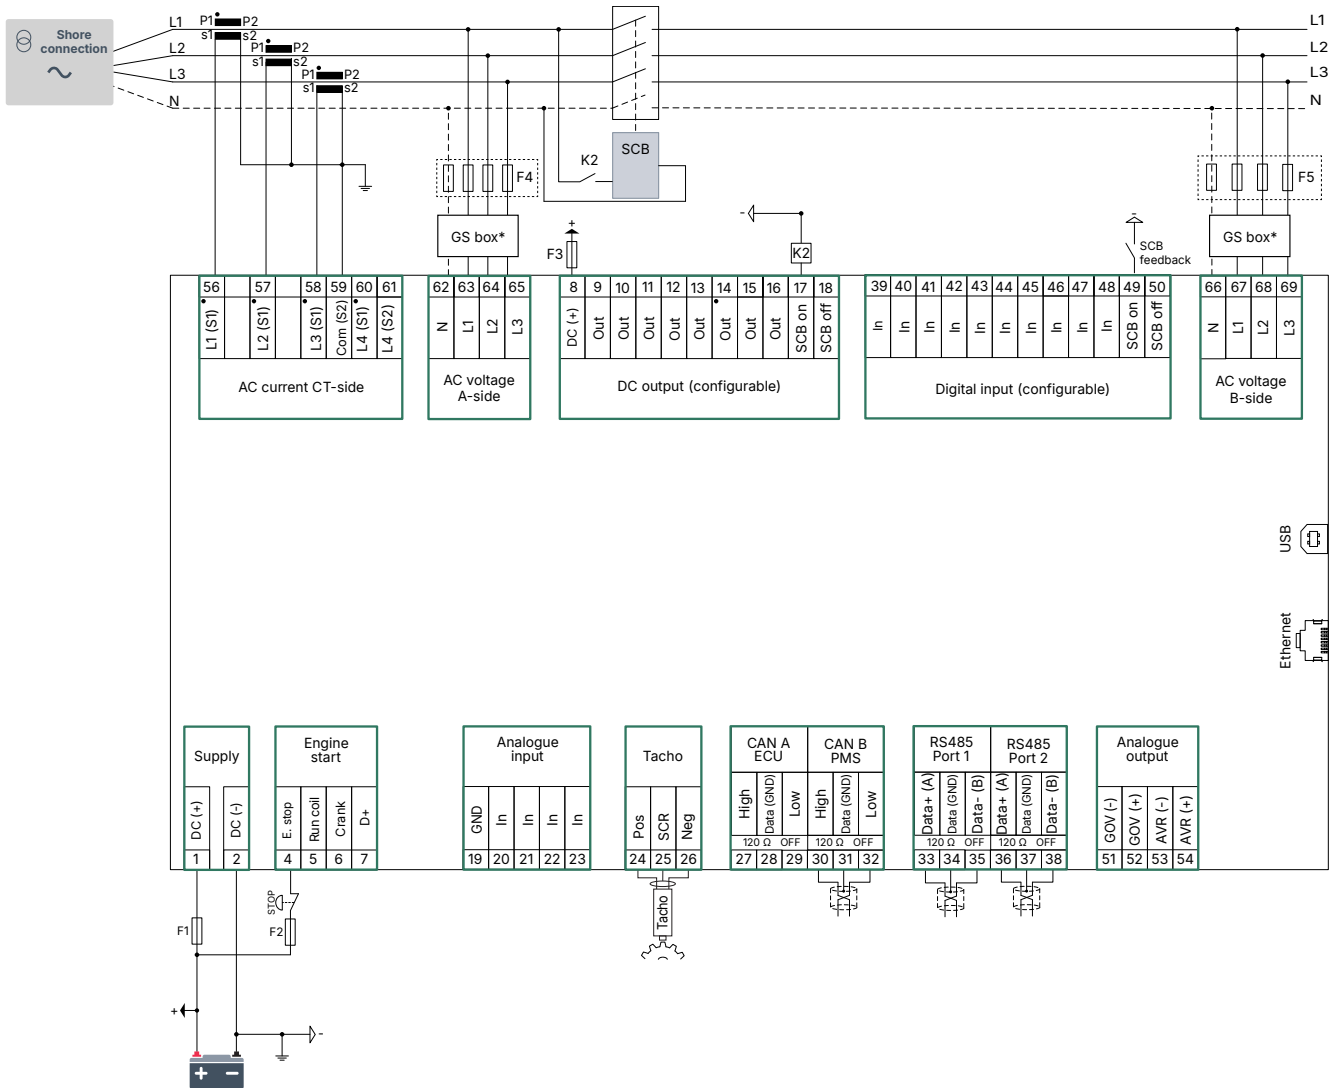 Shore
connection
L1
L2
L3
N
P1 P2
s1 s2
P1 P2
s1 s2
P1 P2
s1 s2
L1
L2
L3
N
SCB
K2
F4
F5
GS box*
GS box*
+
F3
-
K2
-
SCB
feedback
56 57 58 59 60 61
L1 (S1) L2 (S1) L3 (S1) Com (S2) L4 (S1) L4 (S2)
AC current CT-side
62 63 64 65
N L1 L2 L3
AC voltage
A-side
8 9 10 11 12 13 14 15 16 17 18
DC (+) Out Out Out Out Out Out Out Out SCB on SCB off
DC output (configurable)
39 40 41 42 43 44 45 46 47 48 49 50
In In In In In In In In In In SCB on SCB off
Digital input (configurable)
66 67 68 69
N L1 L2 L3
AC voltage
B-side
USB
Ethernet
Supply
DC (+) DC (-)
1 2
Engine
start
E. stop Run coil Crank D+
4 5 6 7
Analogue
input
GND In In In In
19 20 21 22 23
Tacho
Pos SCR Neg
24 25 26
CAN A
ECU
High Data (GND) Low
120 Ω OFF
27 28 29
CAN B
PMS
High Data (GND) Low
120 Ω OFF
30 31 32
RS485
Port 1
Data+ (A) Data (GND) Data- (B)
120 Ω OFF
33 34 35
RS485
Port 2
Data+ (A) Data (GND) Data- (B)
120 Ω OFF
36 37 38
Analogue
output
GOV (-) GOV (+) AVR (-) AVR (+)
51 52 53 54
STOP
F1
F2
Tacho
+
-
+ −